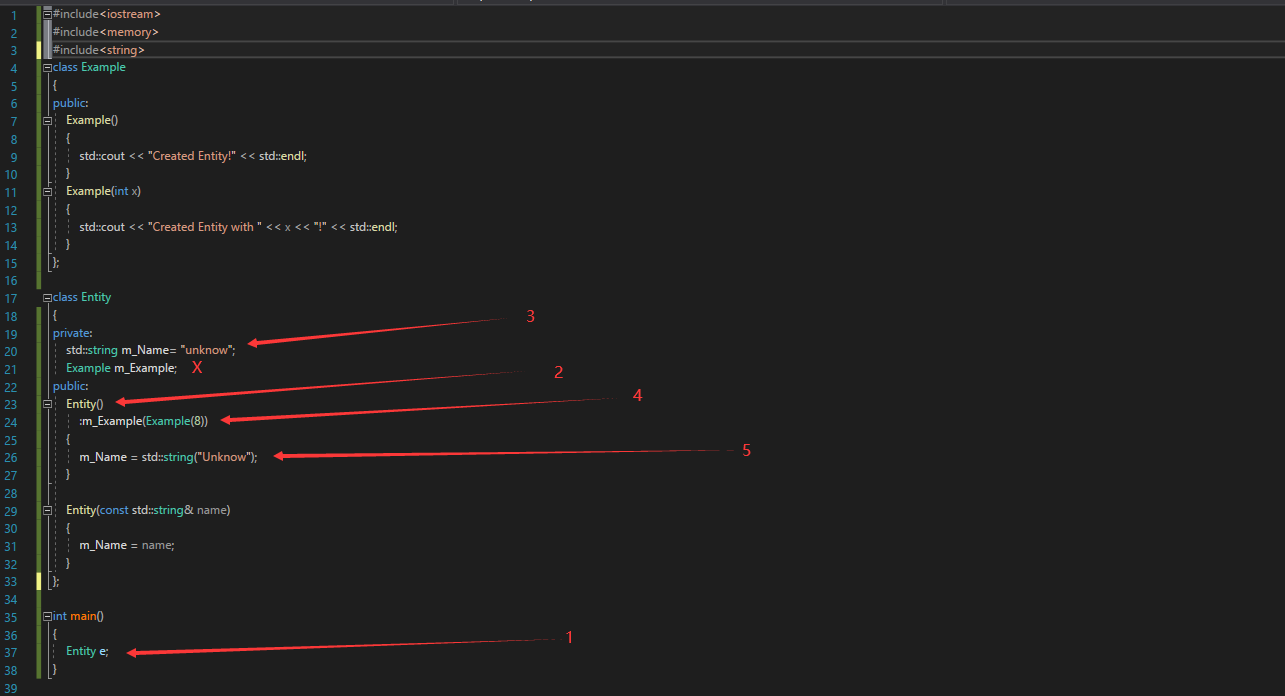 1 #include<iostream>
2 #include<memory>
3 #include<string>
4 class Example
5 {
6 public:
7 Example()
8 {
9 std::cout << "Created Entity!" << std::endl;
10 }
11 Example(int x)
12 {
13 std::cout << "Created Entity with " << x << "!" << std::endl;
14 }
15 };
16
17 class Entity
18 {
19 private:
20 std::string m_Name= "unknow"; 3
21 Example m_Example; X
22 public: 2
23 Entity()
24 :m_Example(Example(8)) 4
25 {
26 m_Name = std::string("Unknow"); 5
27 }
28
29 Entity(const std::string& name)
30 {
31 m_Name = name;
32 }
33 };
34
35 int main()
36 {
37 Entity e; 1
38 }
39